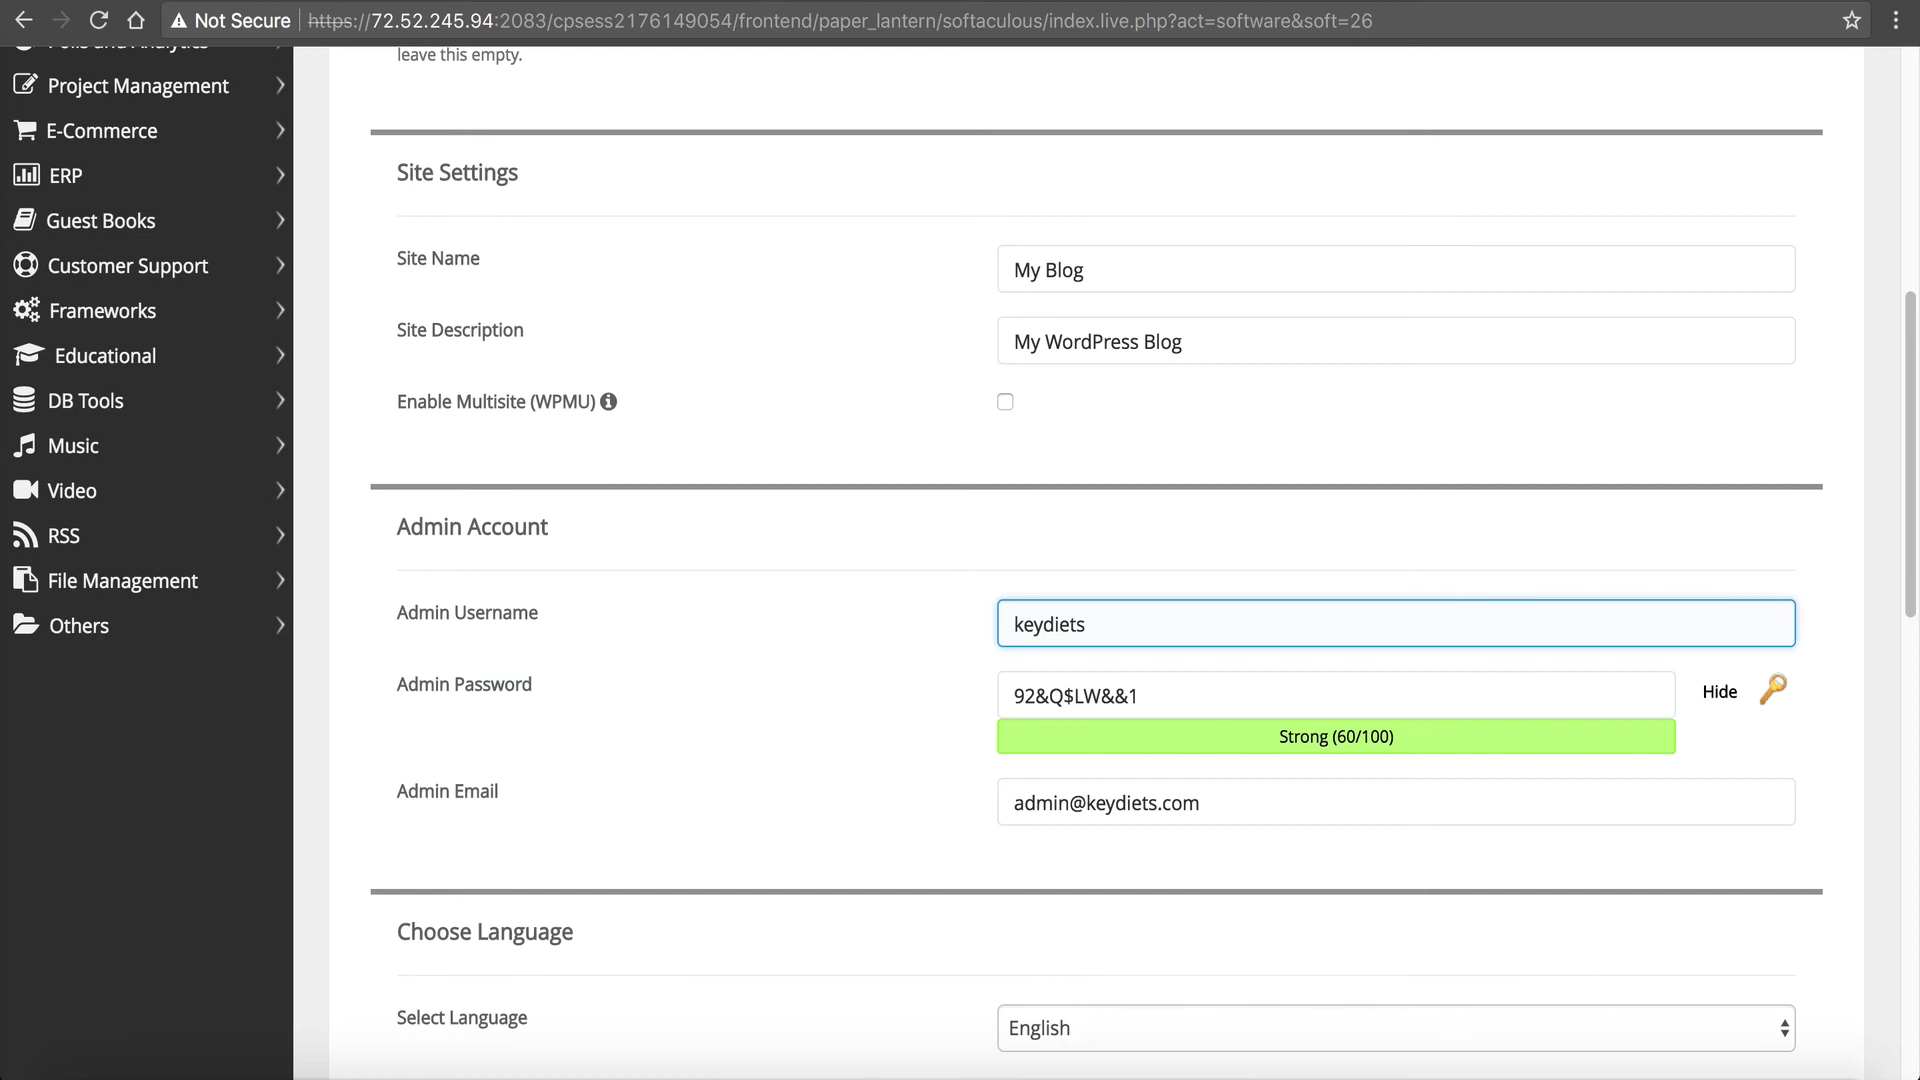 Not Secure
https://72.52.245.94:2083/cpsess2176149054/frontend/paper_lantern/softaculous/index.live.php?act=software&soft=26
Polls and Analytics
Project Management
E-Commerce
ERP
Guest Books
Customer Support
Frameworks
Educational
DB Tools
Music
Video
RSS
File Management
Others
leave this empty.
Site Settings
Site Name
My Blog
Site Description
My WordPress Blog
Enable Multisite (WPMU)
Admin Account
Admin Username
keydiets
Admin Password
92&Q$LW&&1
Hide
Strong (60/100)
Admin Email
admin@keydiets.com
Choose Language
Select Language
English